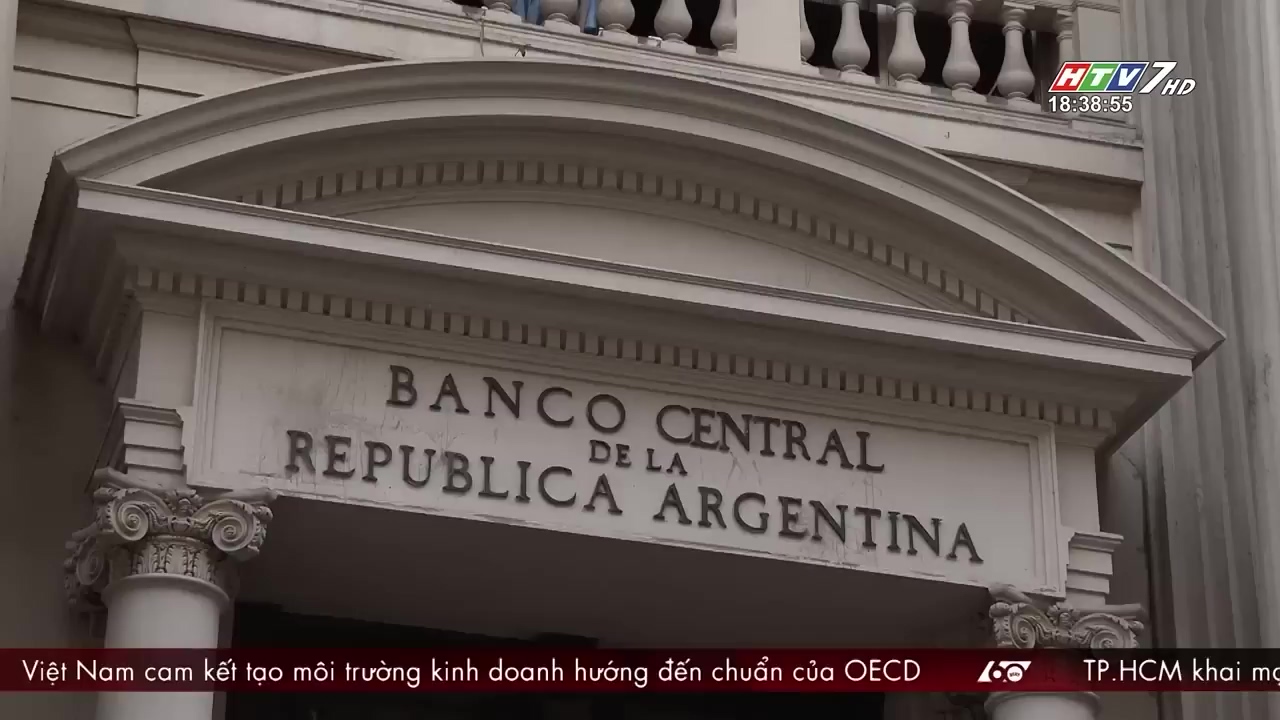 HTV7 HD
18:38:55
BANCO CENTRAL
DE LA
REPUBLICA ARGENTINA
Việt Nam cam kết tạo môi trường kinh doanh hướng đến chuẩn của OECD
60
TP.HCM khai